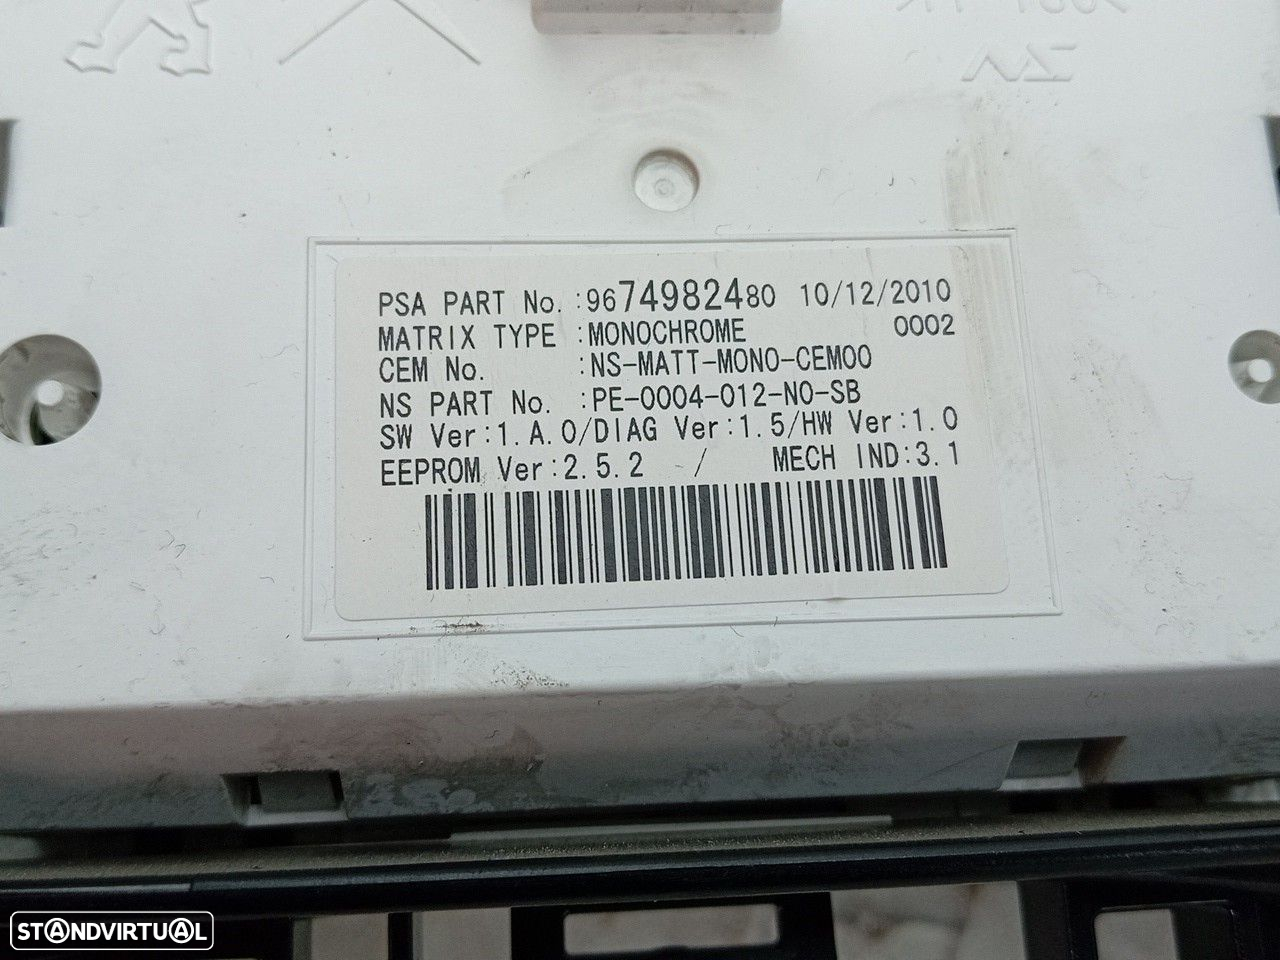 PSA PART No. :9674982480 10/12/2010
MATRIX TYPE :MONOCHROME 0002
CEM No. :NS-MATT-MONO-CEM00
NS PART No. :PE-0004-012-NO-SB
SW Ver:1.A.0/DIAG Ver:1.5/HW Ver:1.0
EEPROM Ver:2.5.2 - / MECH IND:3.1
STANDVIRTUAL